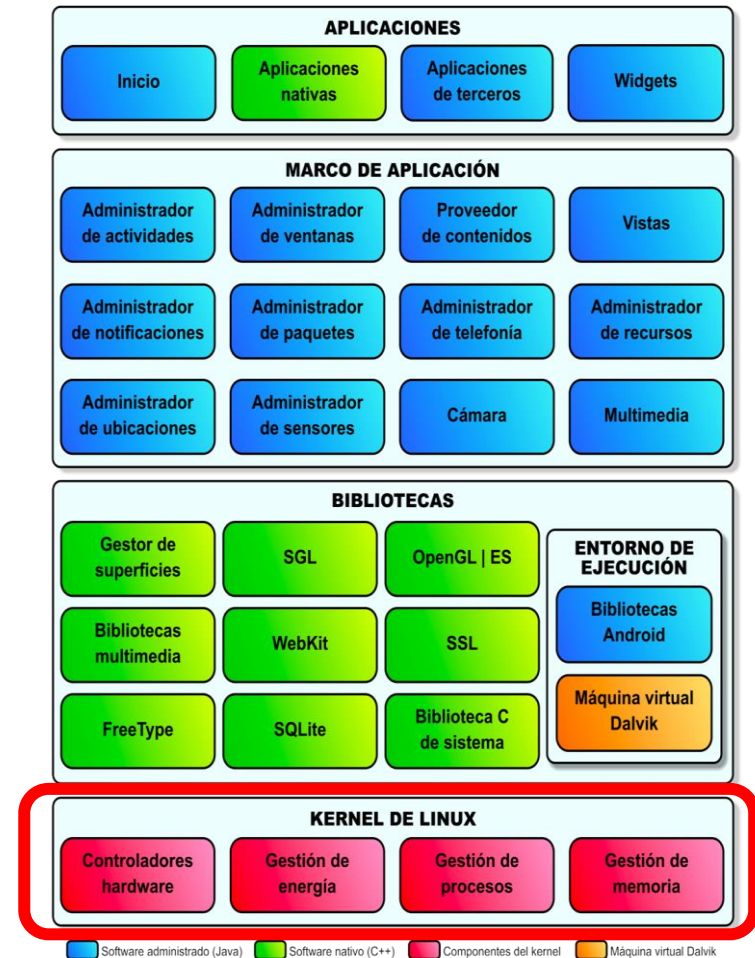 APLICACIONES
Inicio
Aplicaciones
nativas
Aplicaciones
de terceros
Widgets
MARCO DE APLICACIÓN
Administrador
de actividades
Administrador
de ventanas
Proveedor
de contenidos
Vistas
Administrador
de notificaciones
Administrador
de paquetes
Administrador
de telefonía
Administrador
de recursos
Administrador
de ubicaciones
Administrador
de sensores
Cámara
Multimedia
BIBLIOTECAS
Gestor de
superficies
SGL
OpenGL | ES
Bibliotecas
multimedia
WebKit
SSL
FreeType
SQLite
Biblioteca C
de sistema
ENTORNO DE
EJECUCIÓN
Bibliotecas
Android
Máquina virtual
Dalvik
KERNEL DE LINUX
Controladores
hardware
Gestión de
energía
Gestión de
procesos
Gestión de
memoria
Software administrado (Java)
Software nativo (C++)
Componentes del kernel
Máquina virtual Dalvik